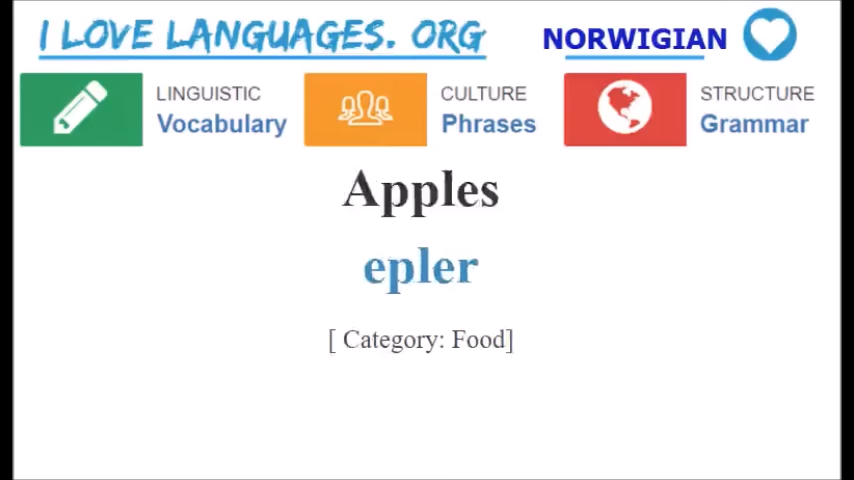 I LOVE LANGUAGES. ORG
NORWIGIAN
LINGUISTIC
Vocabulary
CULTURE
Phrases
STRUCTURE
Grammar
Apples
epler
[ Category: Food]